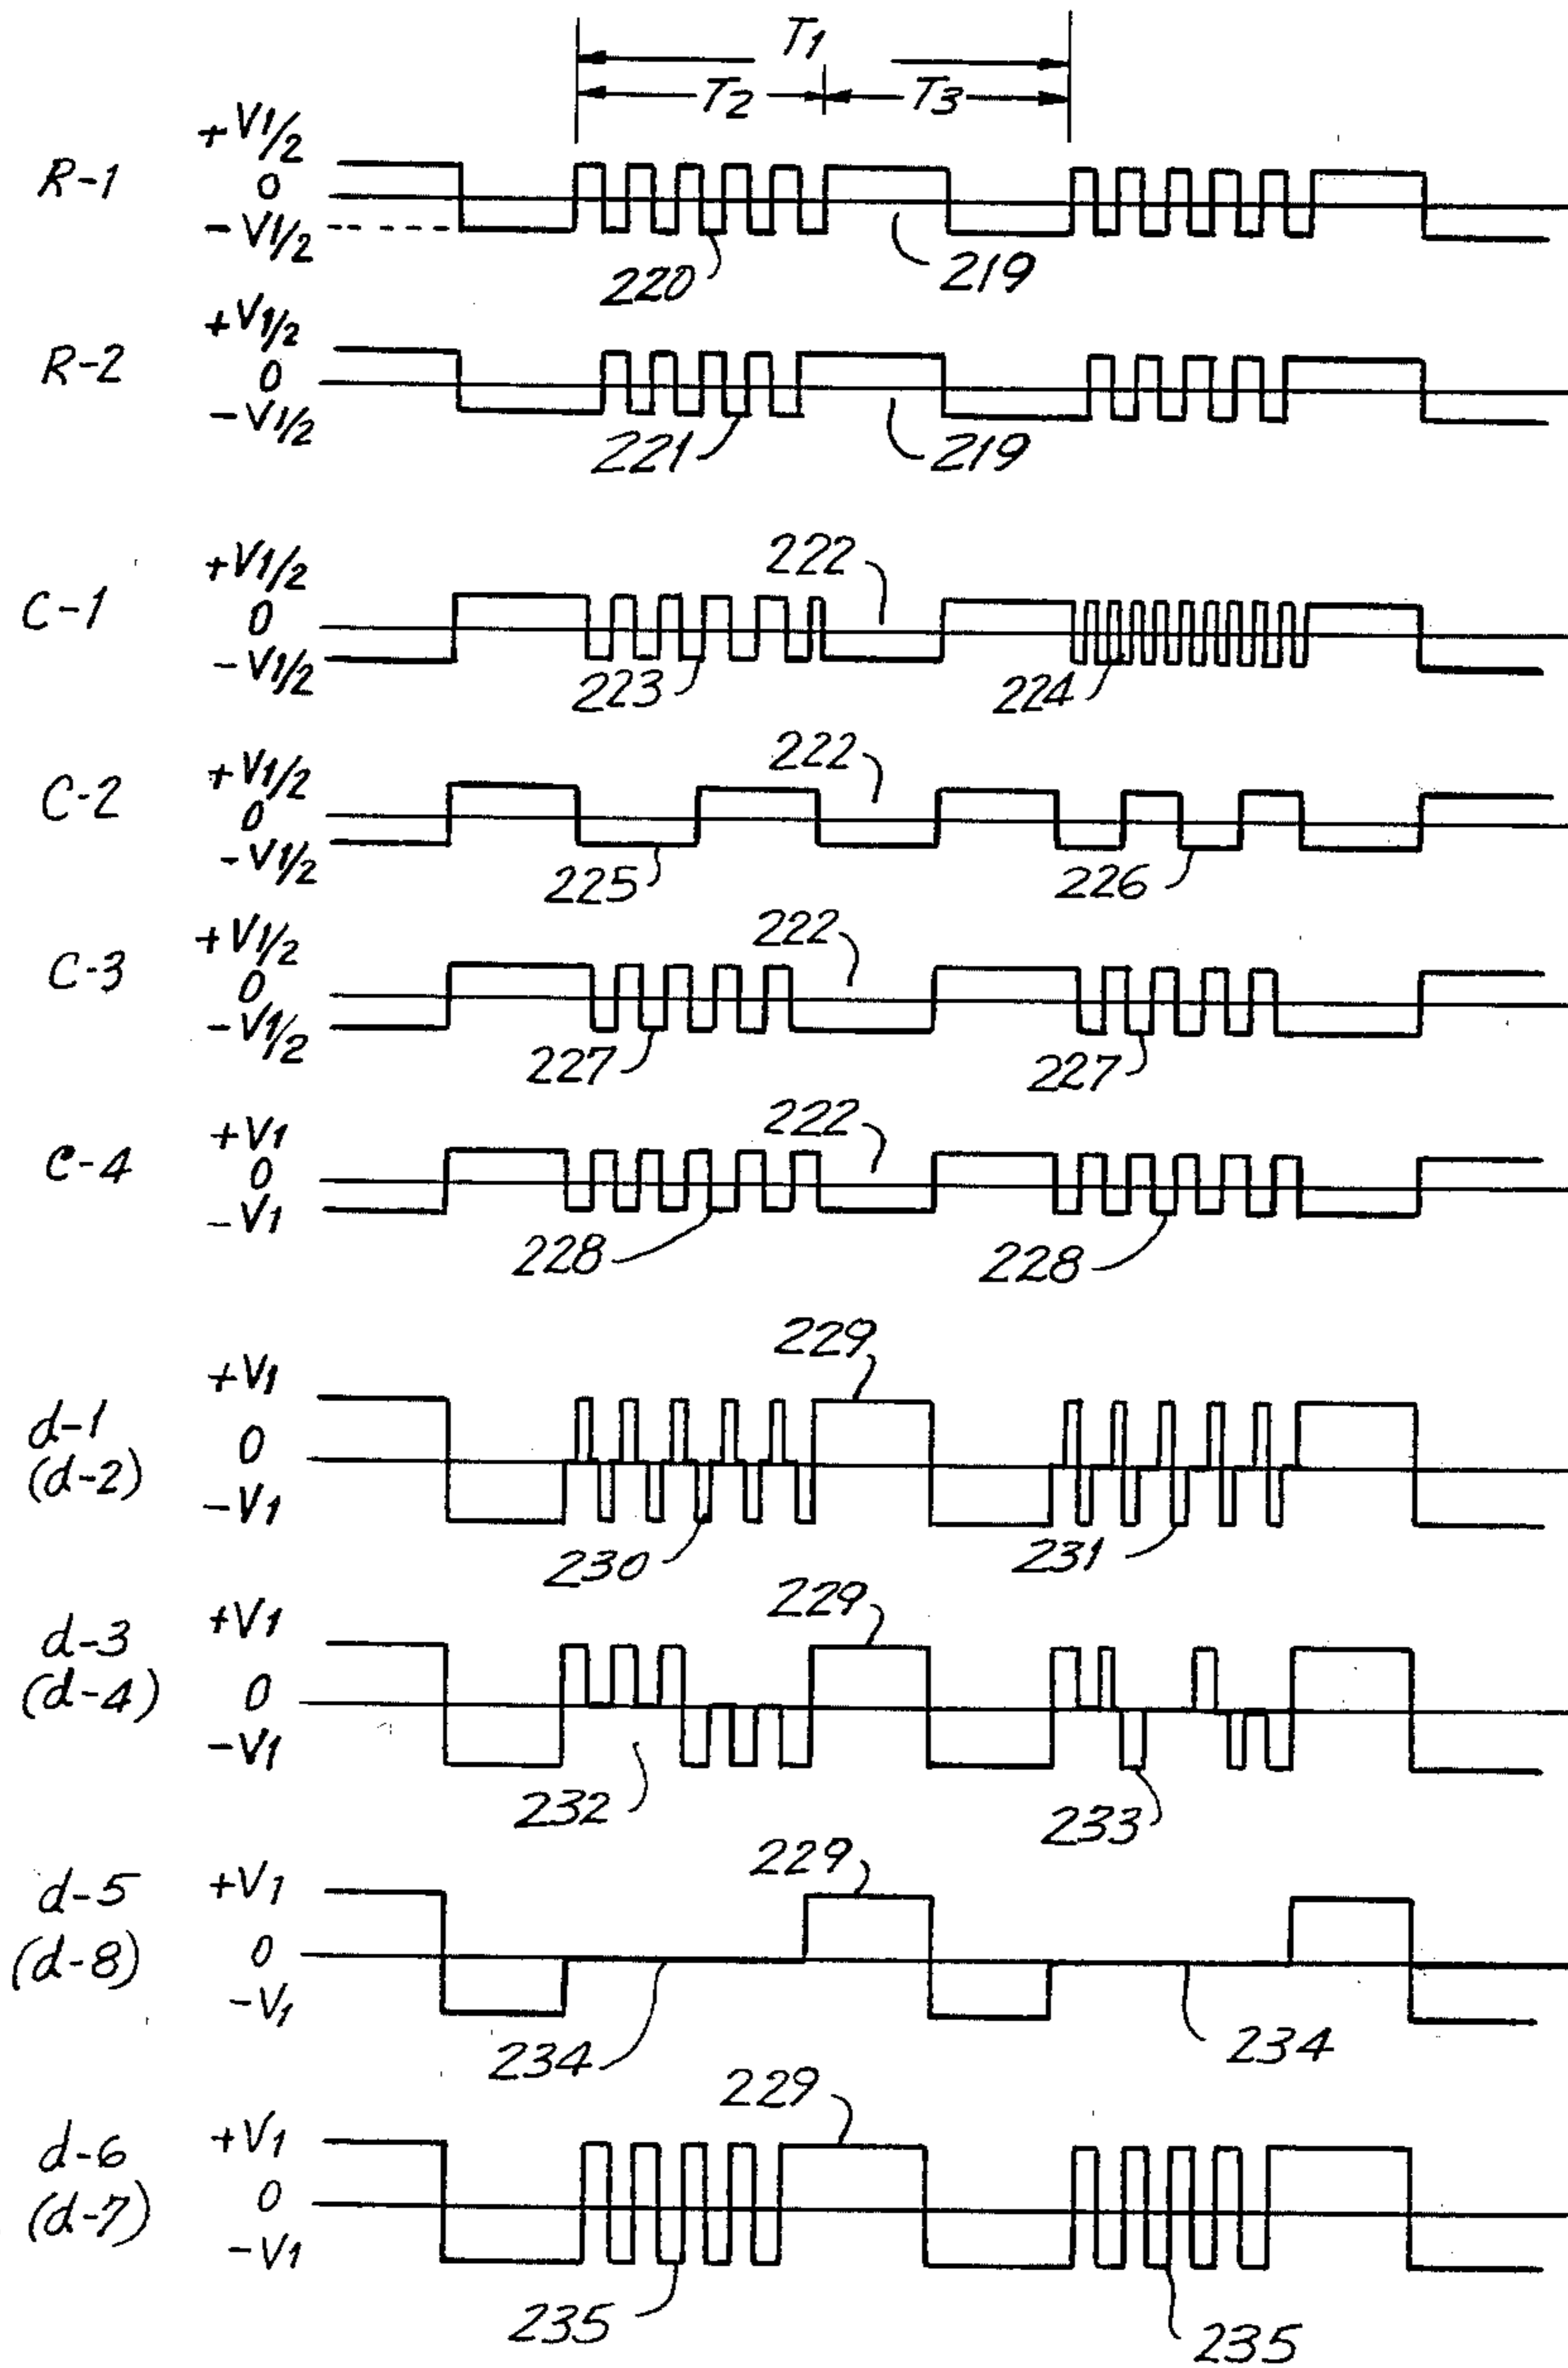 T1
T2 T3
R-1 +V1/2
0
-V1/2
220 219
R-2 +V1/2
0
-V1/2
221 219
C-1 +V1/2
0
-V1/2
222
223 224
C-2 +V1/2
0
-V1/2
222
225 226
C-3 +V1/2
0
-V1/2
222
227 227
C-4 +V1
0
-V1
222
228 228
d-1
(d-2)
+V1
0
-V1
229
230 231
d-3
(d-4)
+V1
0
-V1
229
232 233
d-5
(d-8)
+V1
0
-V1
229
234 234
d-6
(d-7)
+V1
0
-V1
229
235 235